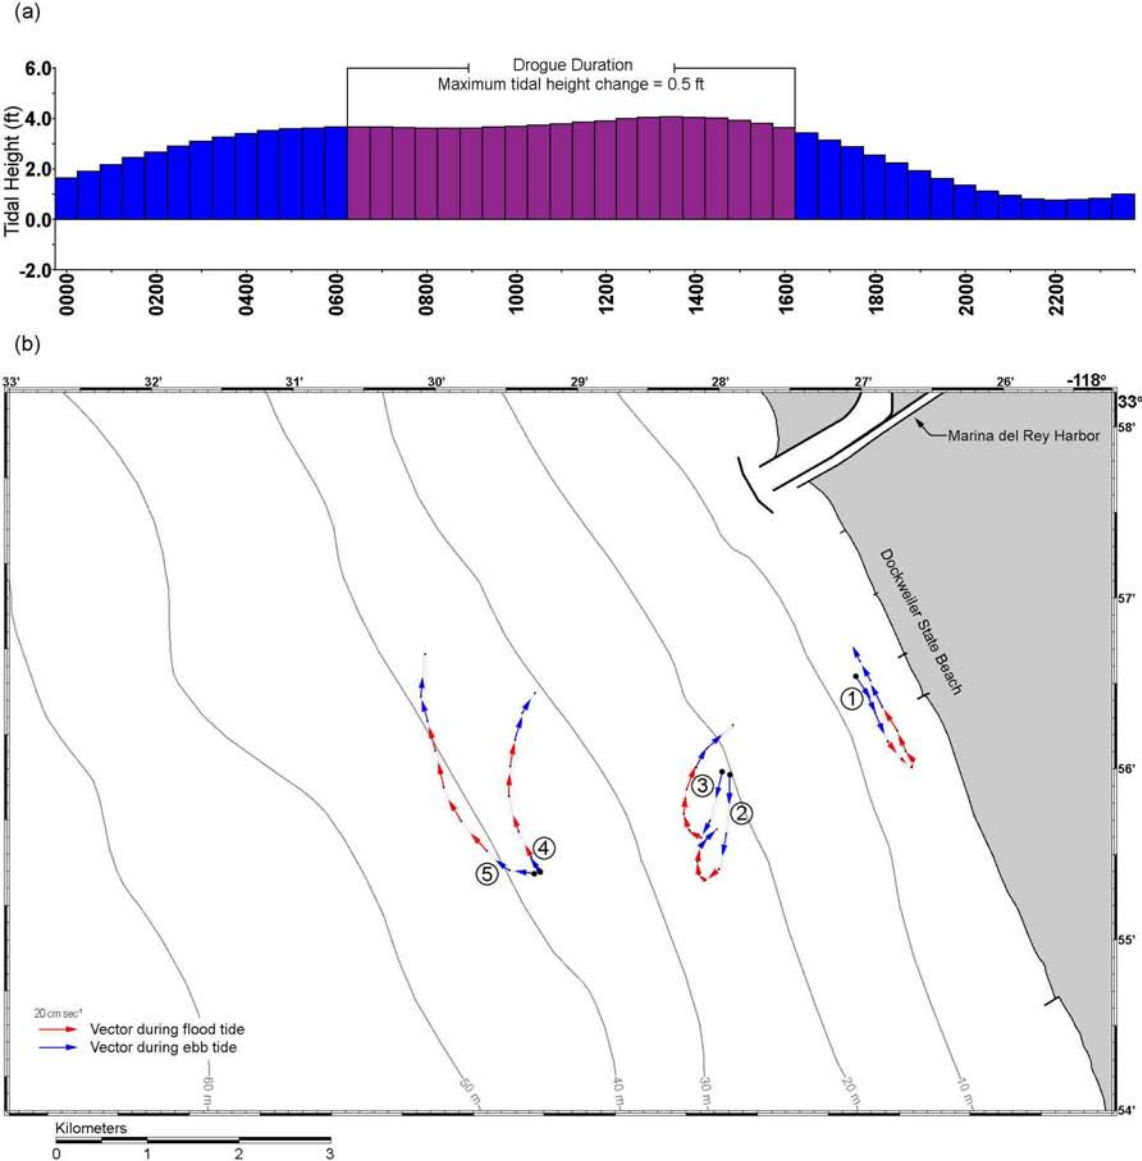 (a)
Drogue Duration
Maximum tidal height change = 0.5 ft
Tidal Height (ft)
6.0
4.0
2.0
0.0
-2.0
0000 0200 0400 0600 0800 1000 1200 1400 1600 1800 2000 2200
(b)
33' 32' 31' 30' 29' 28' 27' 26' -118°
33°
58'
Marina del Rey Harbor
Dockweiler State Beach
57'
1
56'
3
2
4
5
55'
20 cm sec-1
Vector during flood tide
Vector during ebb tide
60 m 50 m 40 m 30 m 20 m 10 m
54'
Kilometers
0 1 2 3